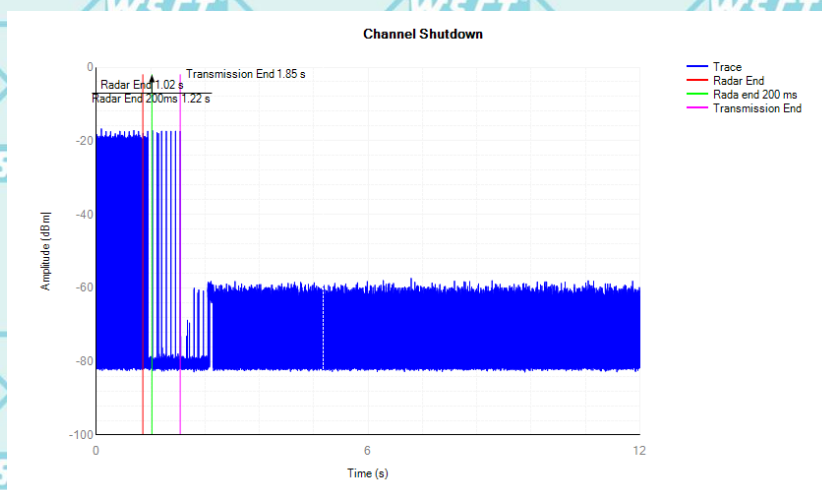 Channel Shutdown
Transmission End 1.85 s
Radar End 1.02 s
Radar End 200ms 1.22 s
Trace
Radar End
Rada end 200 ms
Transmission End
0
-20
-40
-60
-80
-100
Amplitude [dBm]
0
6
12
Time (s)